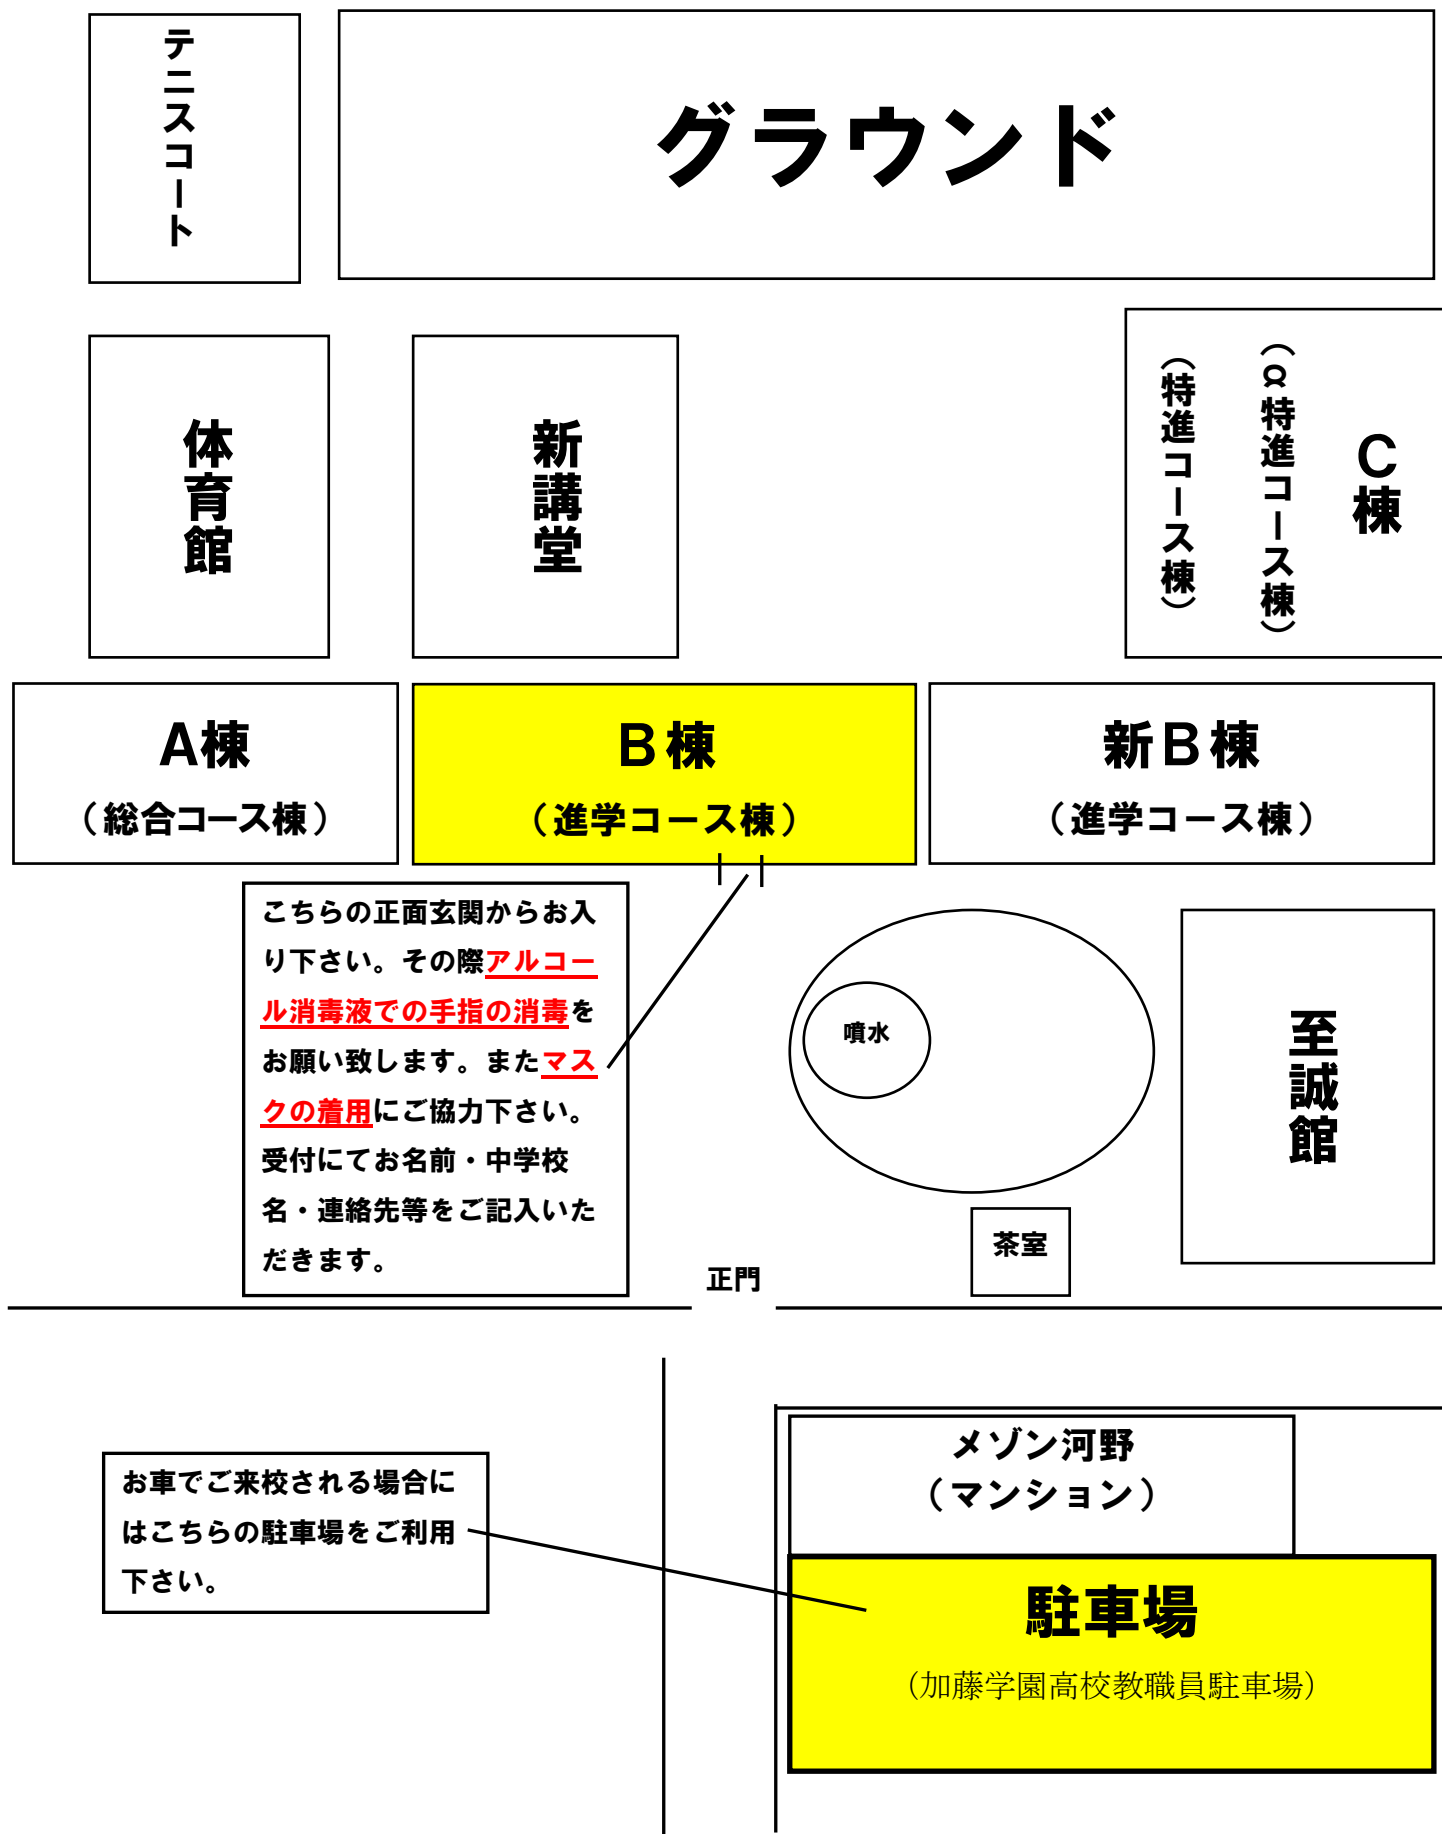 テニスコート
グラウンド
体育館
新講堂
C棟
（α特進コース棟）
（特進コース棟）
A棟
（総合コース棟）
B棟
（進学コース棟）
新B棟
（進学コース棟）
こちらの正面玄関からお入
り下さい。その際アルコー
ル消毒液での手指の消毒を
お願い致します。またマス
クの着用にご協力下さい。
受付にてお名前・中学校
名・連絡先等をご記入いた
だきます。
噴水
至誠館
茶室
正門
メゾン河野
（マンション）
お車でご来校される場合に
はこちらの駐車場をご利用
下さい。
駐車場
（加藤学園高校教職員駐車場）